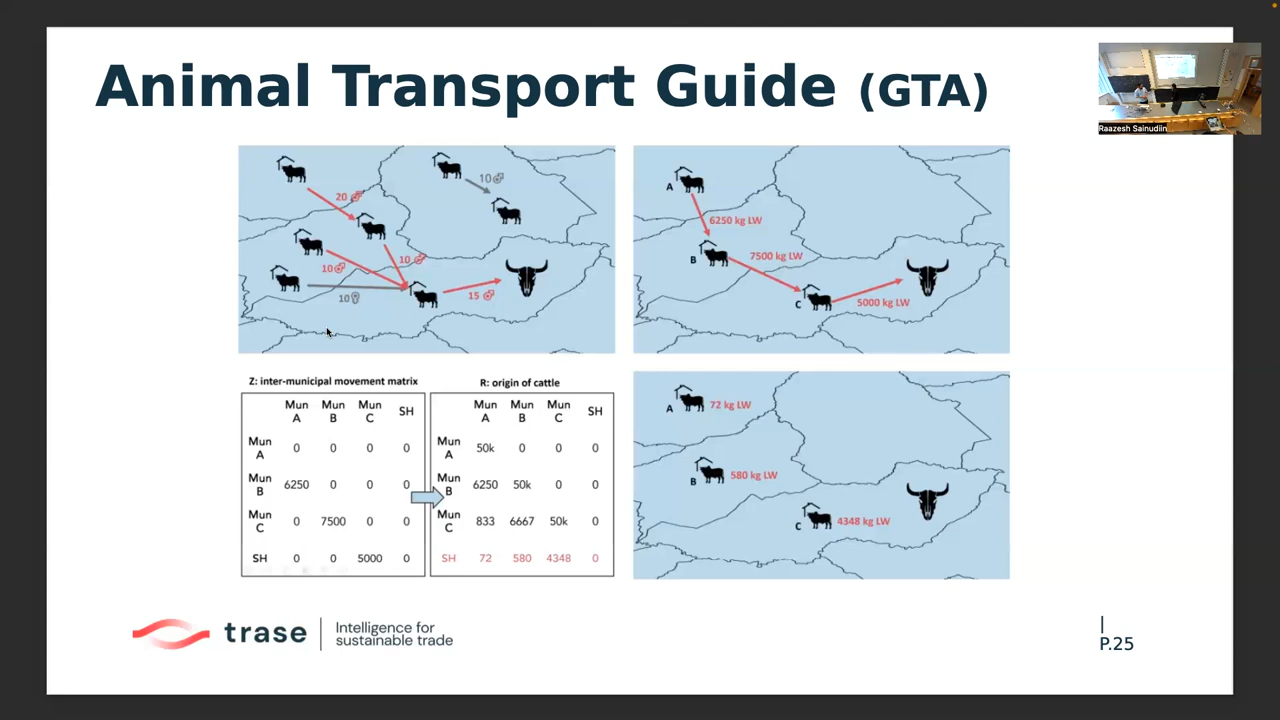 Animal Transport Guide (GTA)
Raazesh Sainudiin
20
10
10
10
10
15
A
6250 kg LW
B
7500 kg LW
C
5000 kg LW
Z: inter-municipal movement matrix
Mun A Mun B Mun C SH
Mun A 0 0 0 0
Mun B 6250 0 0 0
Mun C 0 7500 0 0
SH 0 0 5000 0
R: origin of cattle
Mun A Mun B Mun C SH
Mun A 50k 0 0 0
Mun B 6250 50k 0 0
Mun C 833 6667 50k 0
SH 72 580 4348 0
A 72 kg LW
B 580 kg LW
C 4348 kg LW
trase
Intelligence for
sustainable trade
|
P.25